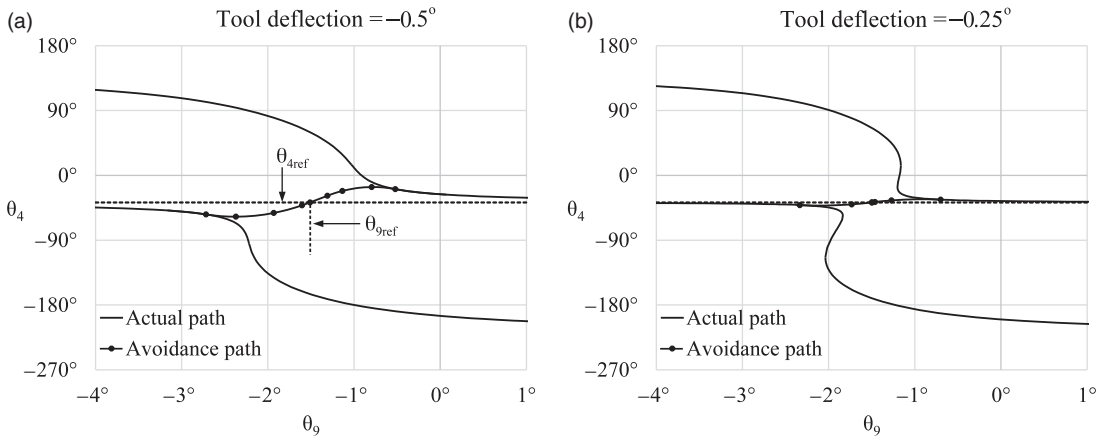 (a)
Tool deflection = −0.5°
180°
90°
0°
θ4
−90°
−180°
−270°
θ4ref
θ9ref
Actual path
Avoidance path
−4° −3° −2° −1° 0° 1°
θ9
(b)
Tool deflection = −0.25°
180°
90°
0°
θ4
−90°
−180°
−270°
Actual path
Avoidance path
−4° −3° −2° −1° 0° 1°
θ9